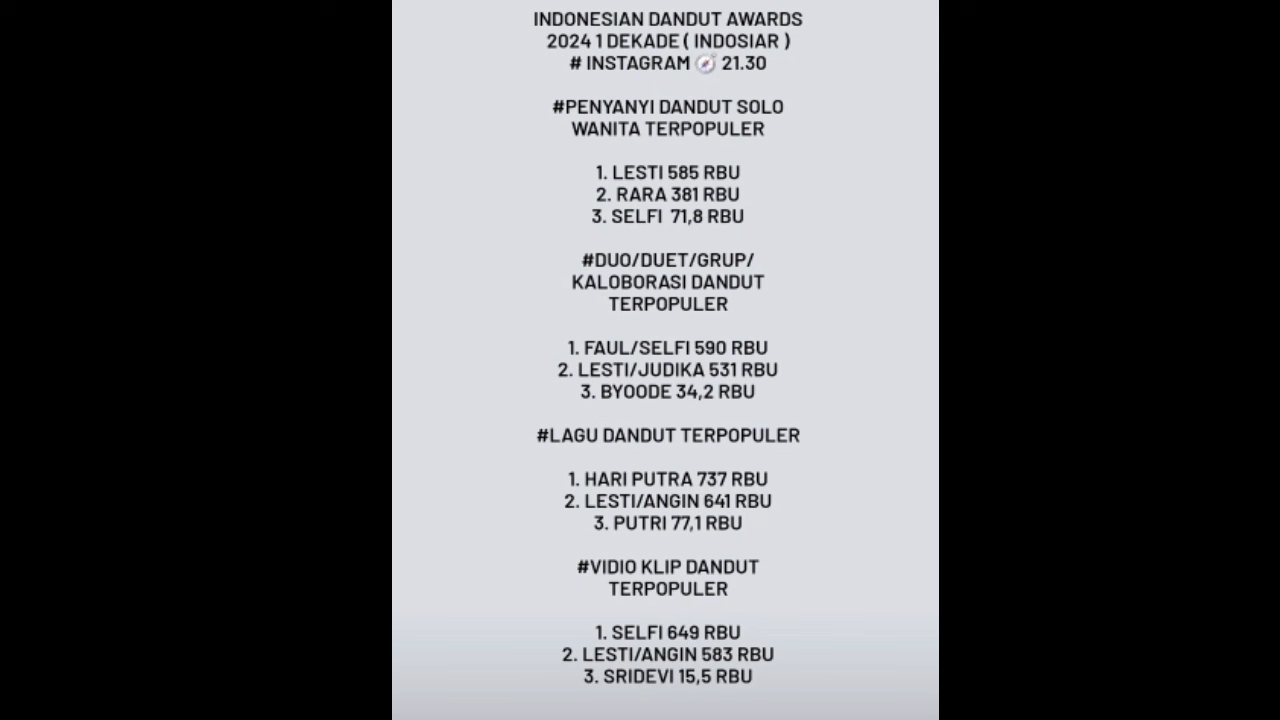 INDONESIAN DANDUT AWARDS
2024 1 DEKADE ( INDOSIAR )
# INSTAGRAM 🧭 21.30
#PENYANYI DANDUT SOLO
WANITA TERPOPULER
1. LESTI 585 RBU
2. RARA 381 RBU
3. SELFI 71,8 RBU
#DUO/DUET/GRUP/
KALOBORASI DANDUT
TERPOPULER
1. FAUL/SELFI 590 RBU
2. LESTI/JUDIKA 531 RBU
3. BYOODE 34,2 RBU
#LAGU DANDUT TERPOPULER
1. HARI PUTRA 737 RBU
2. LESTI/ANGIN 641 RBU
3. PUTRI 77,1 RBU
#VIDIO KLIP DANDUT
TERPOPULER
1. SELFI 649 RBU
2. LESTI/ANGIN 583 RBU
3. SRIDEVI 15,5 RBU